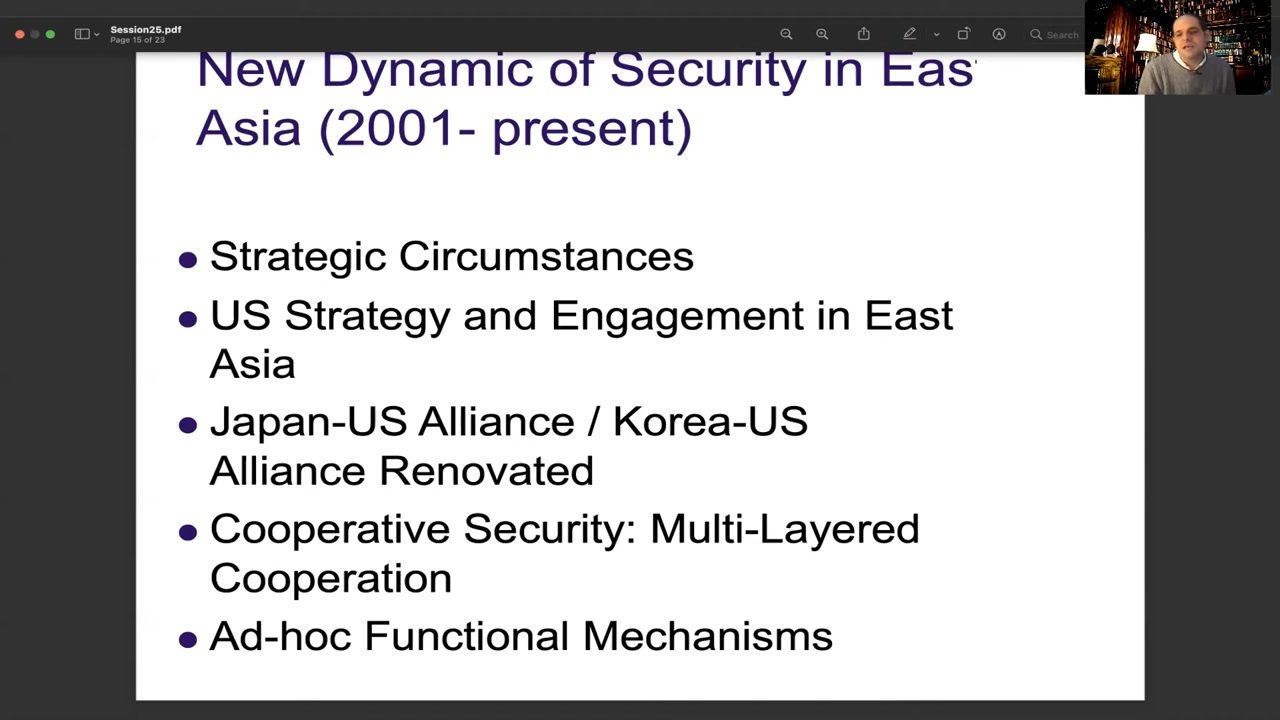 Session25.pdf
Page 15 of 23
Search
New Dynamic of Security in East
Asia (2001- present)
• Strategic Circumstances
• US Strategy and Engagement in East
Asia
• Japan-US Alliance / Korea-US
Alliance Renovated
• Cooperative Security: Multi-Layered
Cooperation
• Ad-hoc Functional Mechanisms